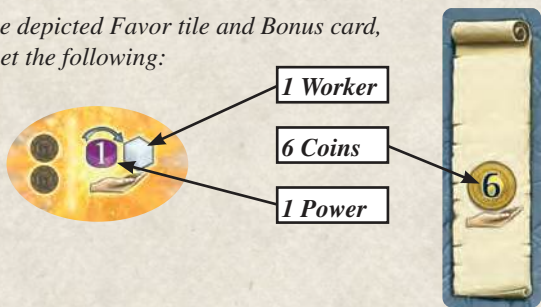 e depicted Favor tile and Bonus card,
et the following:
1 Worker
6 Coins
1 Power
1
6